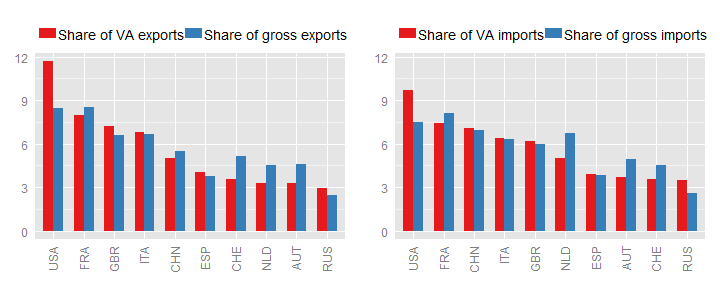 Share of VA exports Share of gross exports
12
9
6
3
0
USA FRA GBR ITA CHN ESP CHE NLD AUT RUS
Share of VA imports Share of gross imports
12
9
6
3
0
USA FRA CHN ITA GBR NLD ESP AUT CHE RUS